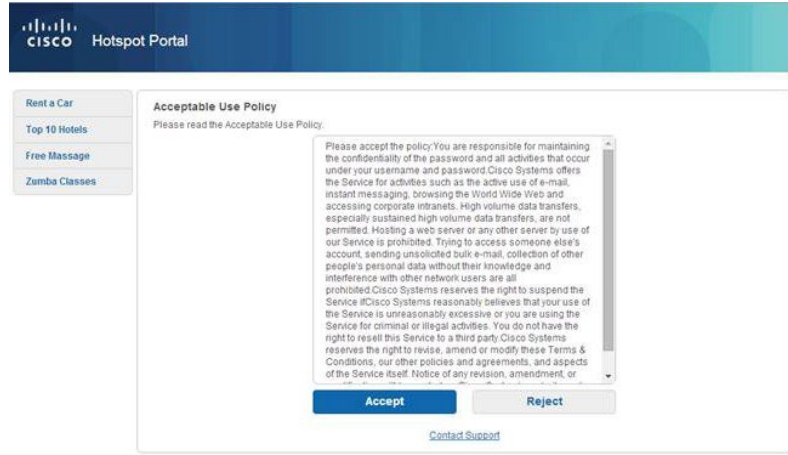 CISCO Hotspot Portal
Rent a Car
Top 10 Hotels
Free Massage
Zumba Classes
Acceptable Use Policy
Please read the Acceptable Use Policy.
Please accept the policy:You are responsible for maintaining
the confidentiality of the password and all activities that occur
under your username and password.Cisco Systems offers
the Service for activities such as the active use of e-mail,
instant messaging, browsing the World Wide Web and
accessing corporate intranets. High volume data transfers,
especially sustained high volume data transfers, are not
permitted. Hosting a web server or any other server by use of
our Service is prohibited. Trying to access someone else's
account, sending unsolicited bulk e-mail, collection of other
people's personal data without their knowledge and
interference with other network users are all
prohibited.Cisco Systems reserves the right to suspend the
Service ifCisco Systems reasonably believes that your use of
the Service is unreasonably excessive or you are using the
Service for criminal or illegal activities. You do not have the
right to resell this Service to a third party.Cisco Systems
reserves the right to revise, amend or modify these Terms &
Conditions, our other policies and agreements, and aspects
of the Service itself. Notice of any revision, amendment, or
Accept
Reject
Contact Support